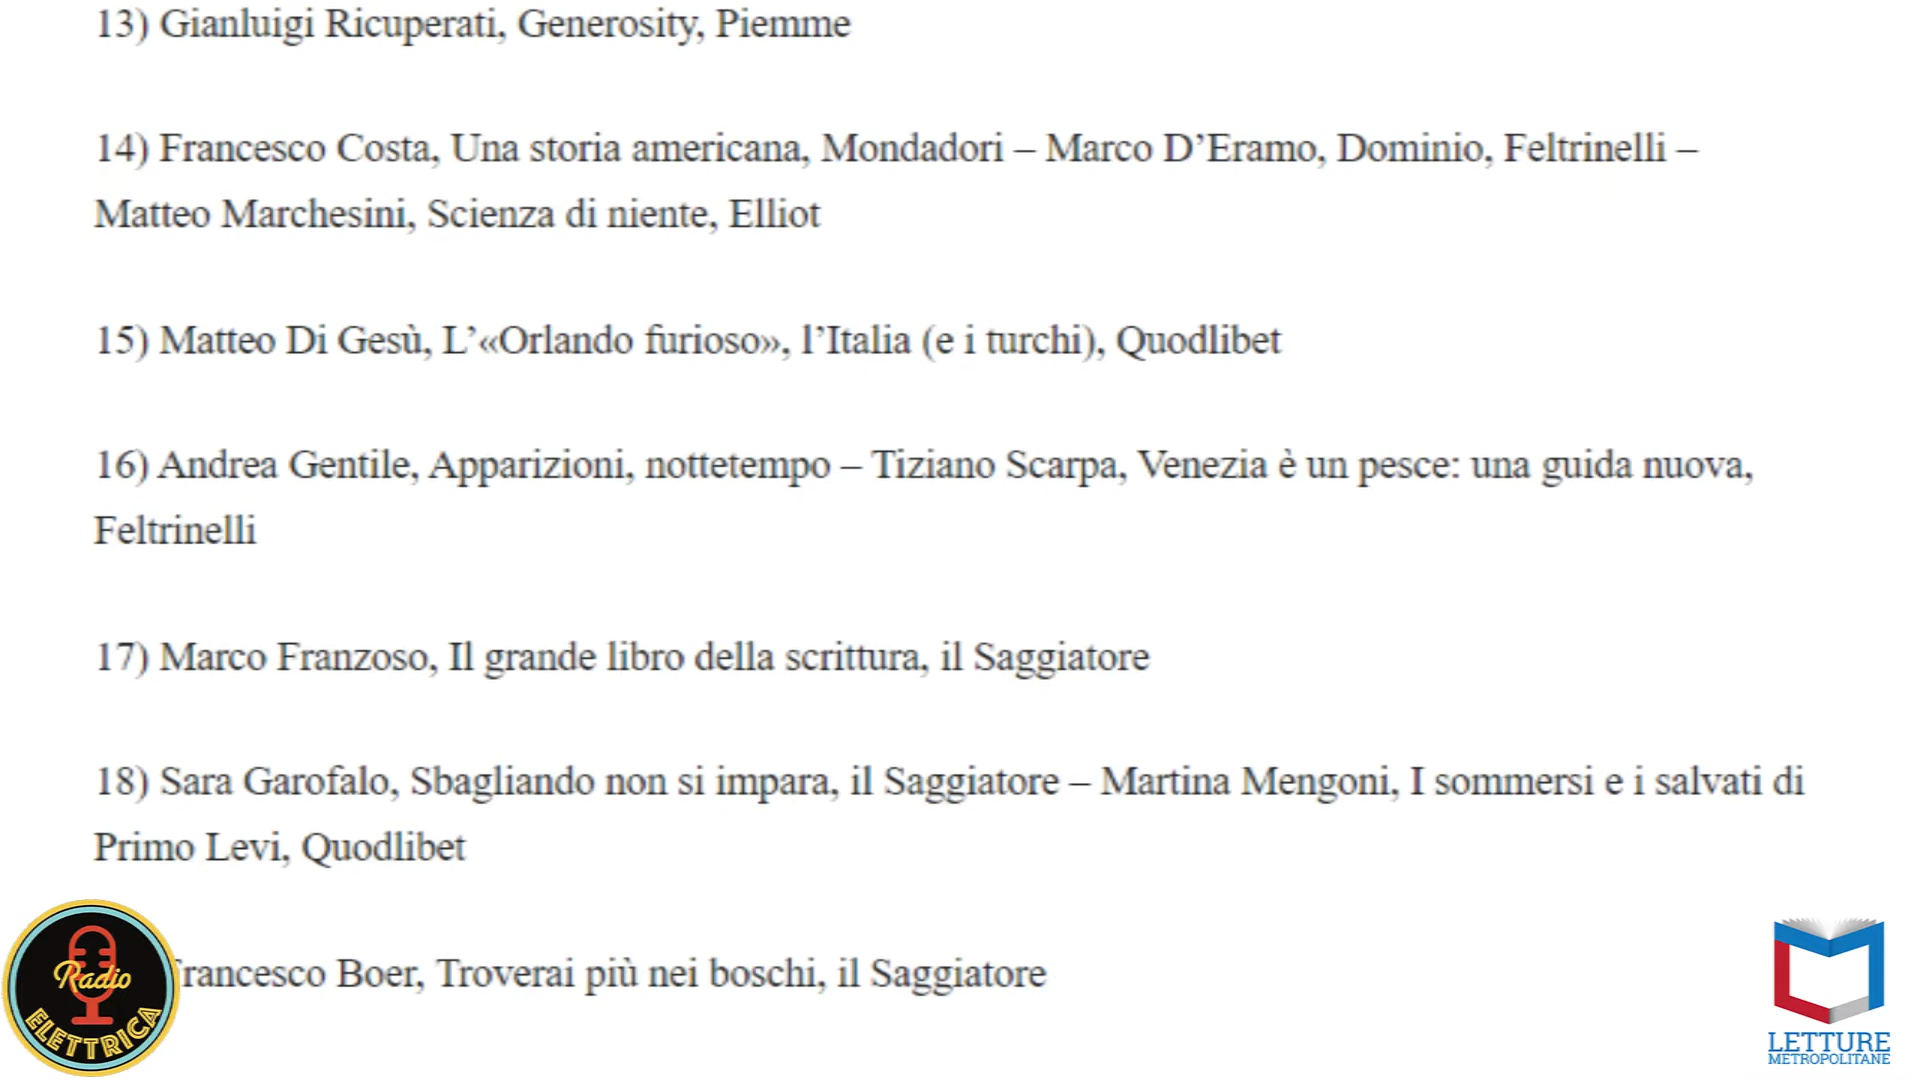 13) Gianluigi Ricuperati, Generosity, Piemme
14) Francesco Costa, Una storia americana, Mondadori – Marco D’Eramo, Dominio, Feltrinelli –
Matteo Marchesini, Scienza di niente, Elliot
15) Matteo Di Gesù, L’«Orlando furioso», l’Italia (e i turchi), Quodlibet
16) Andrea Gentile, Apparizioni, nottetempo – Tiziano Scarpa, Venezia è un pesce: una guida nuova,
Feltrinelli
17) Marco Franzoso, Il grande libro della scrittura, il Saggiatore
18) Sara Garofalo, Sbagliando non si impara, il Saggiatore – Martina Mengoni, I sommersi e i salvati di
Primo Levi, Quodlibet
Francesco Boer, Troverai più nei boschi, il Saggiatore
Radio
ELETTRICA
LETTURE
METROPOLITANE